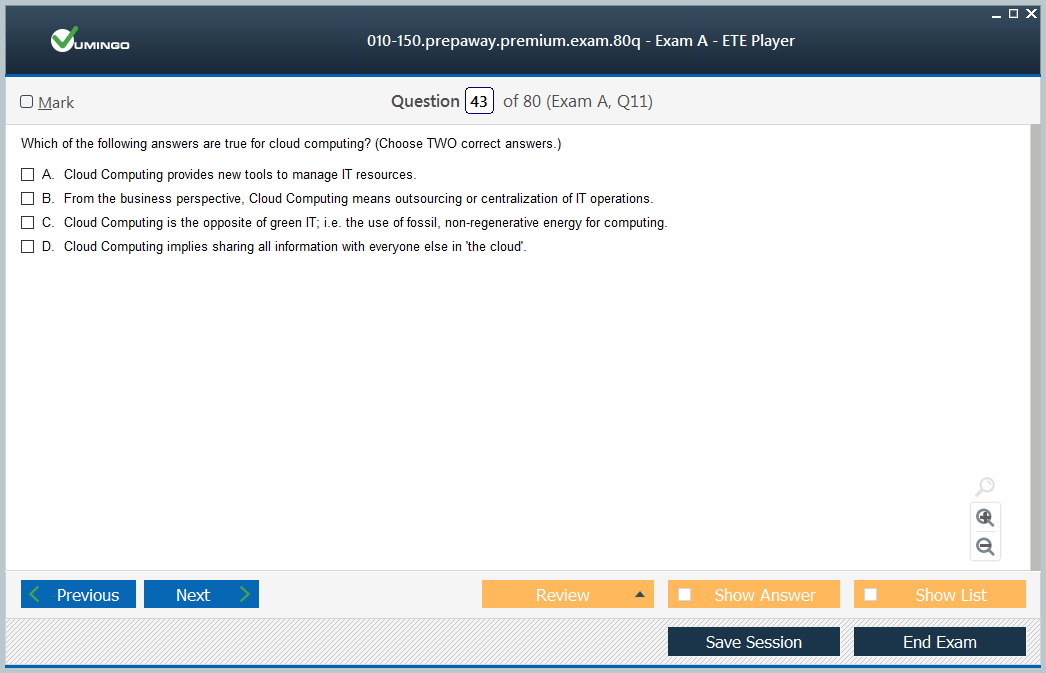 VUMINGO
010-150.prepaway.premium.exam.80q - Exam A - ETE Player
Mark
Question 43 of 80 (Exam A, Q11)
Which of the following answers are true for cloud computing? (Choose TWO correct answers.)
A. Cloud Computing provides new tools to manage IT resources.
B. From the business perspective, Cloud Computing means outsourcing or centralization of IT operations.
C. Cloud Computing is the opposite of green IT; i.e. the use of fossil, non-regenerative energy for computing.
D. Cloud Computing implies sharing all information with everyone else in 'the cloud'.
Previous
Next
Review
Show Answer
Show List
Save Session
End Exam